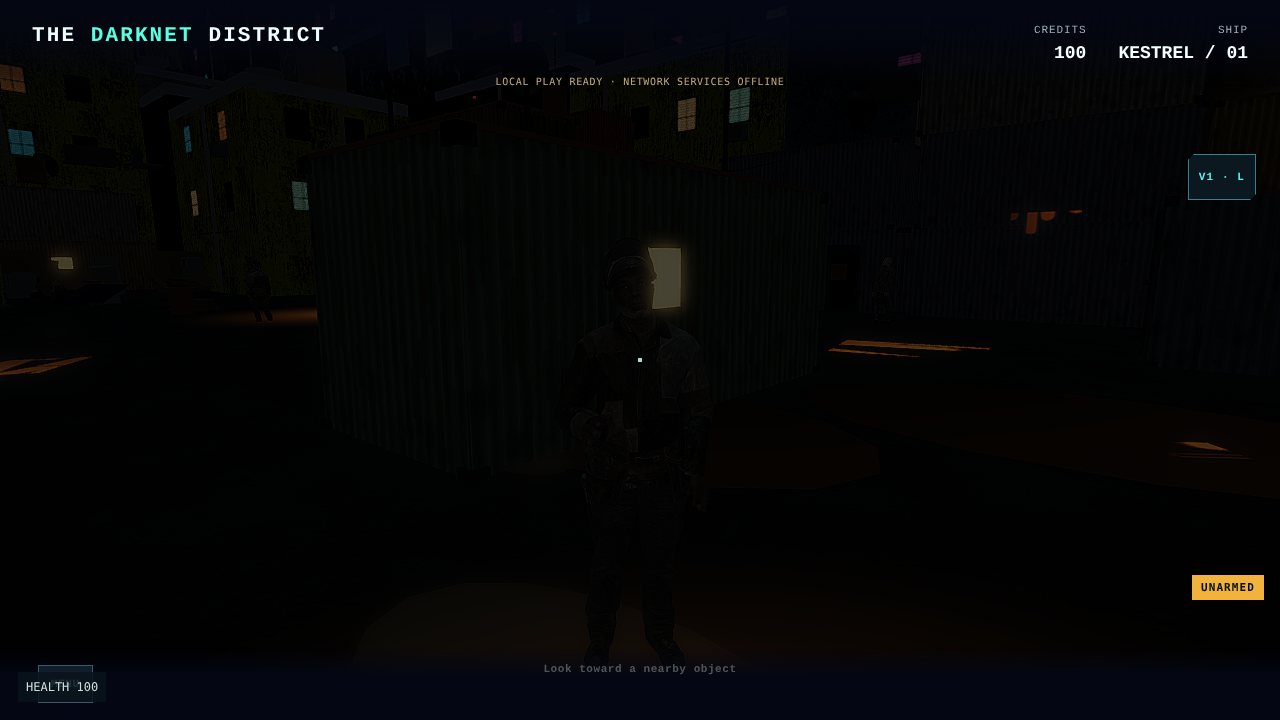 THE DARKNET DISTRICT
CREDITS
100
SHIP
KESTREL / 01
LOCAL PLAY READY · NETWORK SERVICES OFFLINE
V1 · L
UNARMED
Look toward a nearby object
HEALTH 100